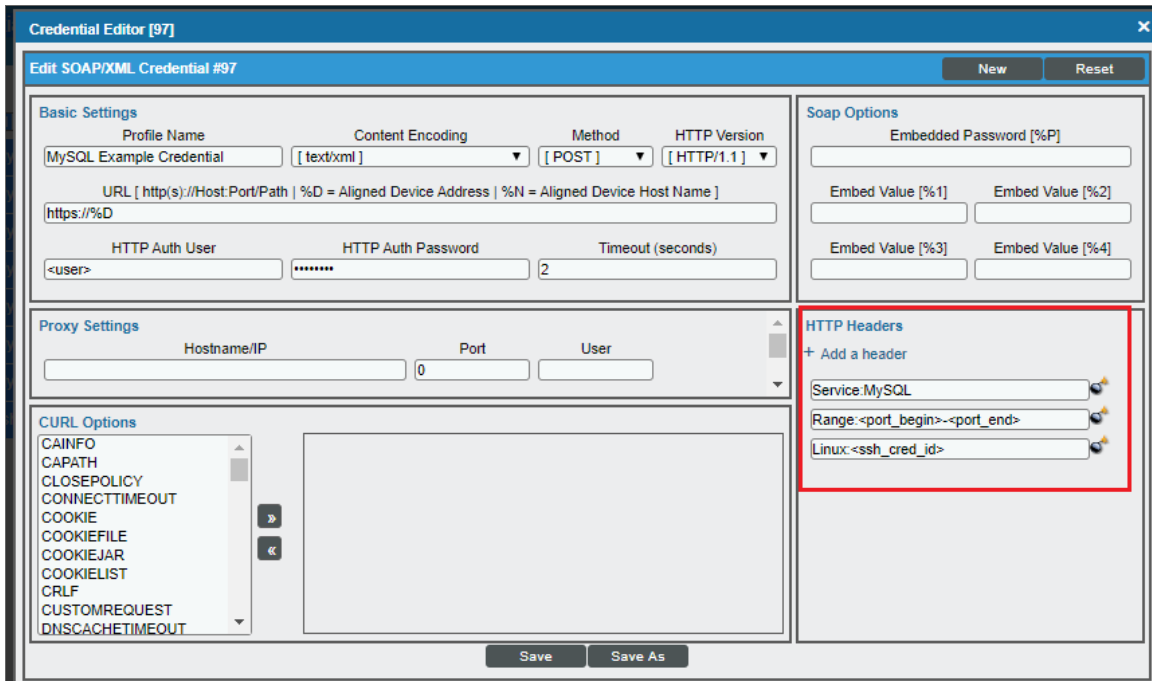 Credential Editor [97]
×
Edit SOAP/XML Credential #97
New
Reset
Basic Settings
Profile Name
Content Encoding
Method
HTTP Version
MySQL Example Credential
[ text/xml ]
[ POST ]
[ HTTP/1.1 ]
URL [ http(s)://Host:Port/Path | %D = Aligned Device Address | %N = Aligned Device Host Name ]
https://%D
HTTP Auth User
HTTP Auth Password
Timeout (seconds)
<user>
••••••••
2
Soap Options
Embedded Password [%P]
Embed Value [%1]
Embed Value [%2]
Embed Value [%3]
Embed Value [%4]
Proxy Settings
Hostname/IP
Port
User
0
HTTP Headers
+ Add a header
Service:MySQL
Range:<port_begin>-<port_end>
Linux:<ssh_cred_id>
CURL Options
CAINFO
CAPATH
CLOSEPOLICY
CONNECTTIMEOUT
COOKIE
COOKIEFILE
COOKIEJAR
COOKIELIST
CRLF
CUSTOMREQUEST
DNSCACHETIMEOUT
»
«
Save
Save As